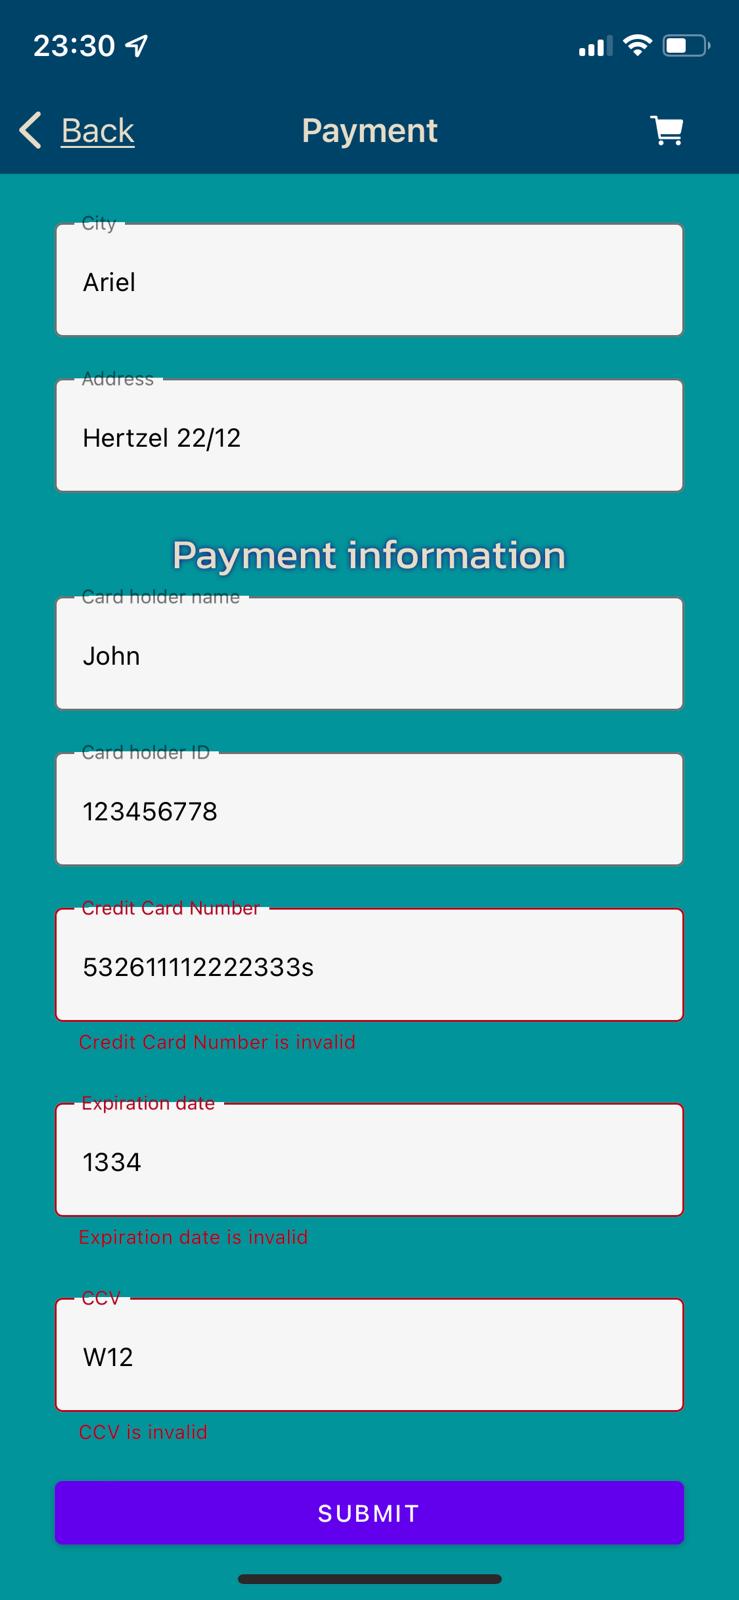 23:30
Back Payment
City
Ariel
Address
Hertzel 22/12
Payment information
Card holder name
John
Card holder ID
123456778
Credit Card Number
532611112222333s
Credit Card Number is invalid
Expiration date
1334
Expiration date is invalid
CCV
W12
CCV is invalid
SUBMIT